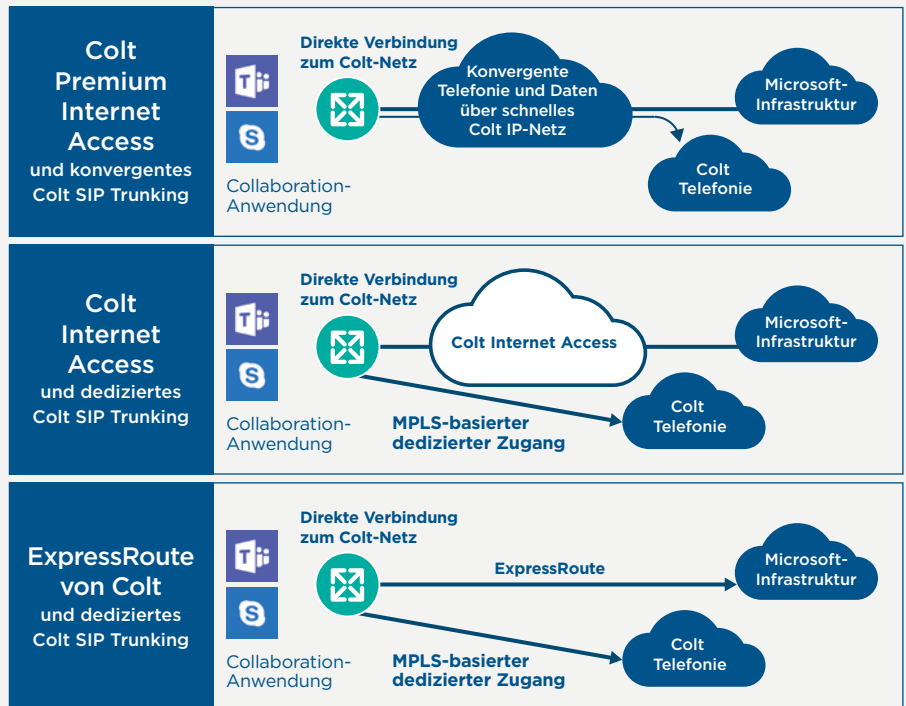 Colt
Premium
Internet
Access
und konvergentes
Colt SIP Trunking
Direkte Verbindung
zum Colt-Netz
Collaboration-
Anwendung
Konvergente
Telefonie und Daten
über schnelles
Colt IP-Netz
Microsoft-
Infrastruktur
Colt
Telefonie
Colt
Internet
Access
und dediziertes
Colt SIP Trunking
Direkte Verbindung
zum Colt-Netz
Collaboration-
Anwendung
Colt Internet Access
MPLS-basierter
dedizierter Zugang
Microsoft-
Infrastruktur
Colt
Telefonie
ExpressRoute
von Colt
und dediziertes
Colt SIP Trunking
Direkte Verbindung
zum Colt-Netz
Collaboration-
Anwendung
ExpressRoute
MPLS-basierter
dedizierter Zugang
Microsoft-
Infrastruktur
Colt
Telefonie